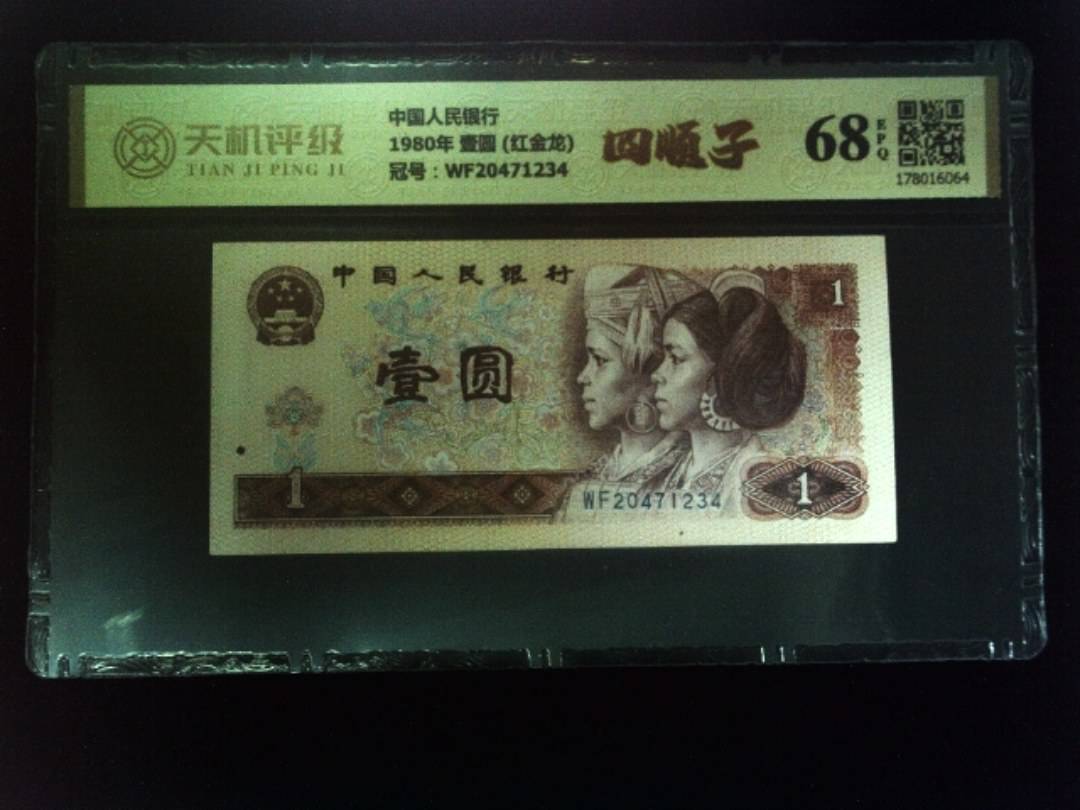 天机评级
TIAN JI PING JI
中国人民银行
1980年 壹圆 (红金龙)
冠号：WF20471234
四顺子
68
EPQ
178016064
中国人民银行
1
壹圆
1
WF20471234
1